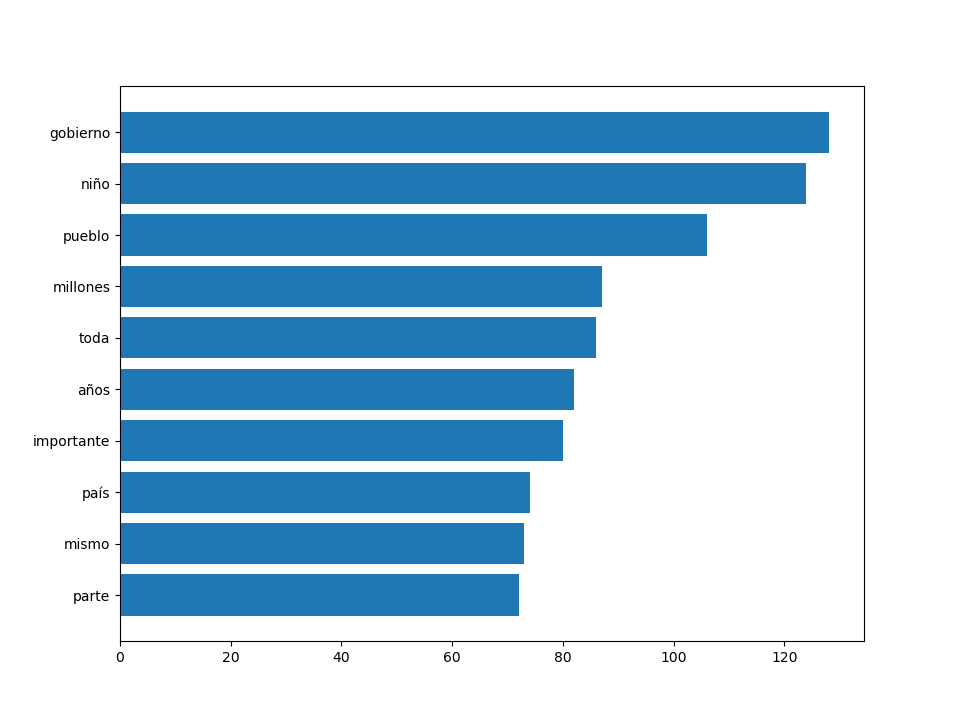 gobierno
niño
pueblo
millones
toda
años
importante
país
mismo
parte
0 20 40 60 80 100 120